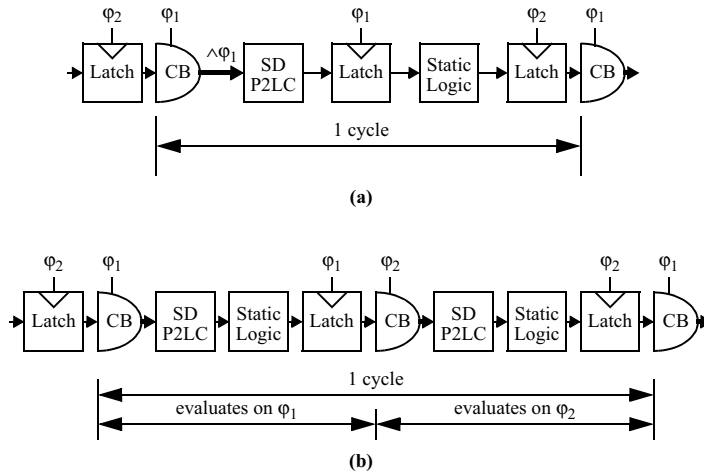 φ2 φ1 φ1 φ2 φ1
Latch CB ^φ1 SD P2LC Latch Static Logic Latch CB
1 cycle
(a)
φ2 φ1 φ1 φ2 φ2 φ1
Latch CB SD P2LC Static Logic Latch CB SD P2LC Static Logic Latch CB
1 cycle
evaluates on φ1 evaluates on φ2
(b)